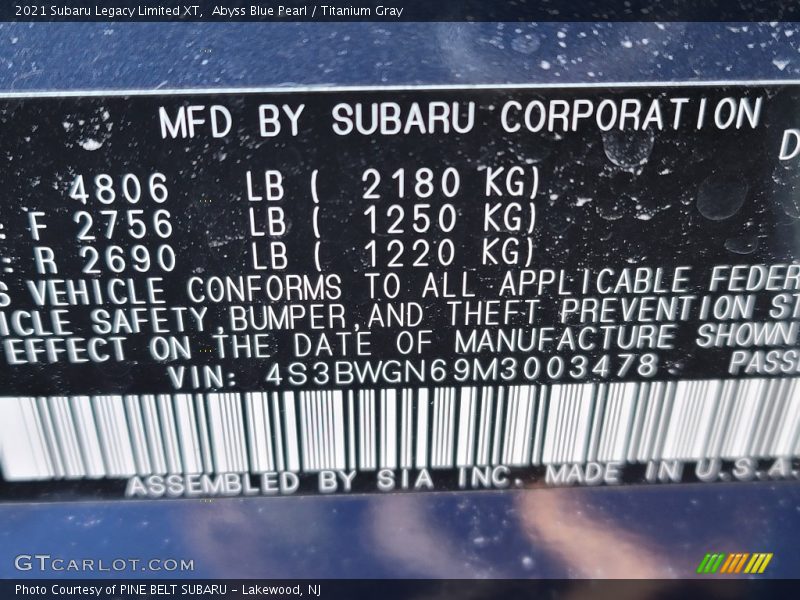 2021 Subaru Legacy Limited XT, Abyss Blue Pearl / Titanium Gray
MFD BY SUBARU CORPORATION
4806 LB ( 2180 KG)
: F 2756 LB ( 1250 KG)
: R 2690 LB ( 1220 KG)
S VEHICLE CONFORMS TO ALL APPLICABLE FEDER
ICLE SAFETY,BUMPER,AND THEFT PREVENTION ST
EFFECT ON THE DATE OF MANUFACTURE SHOWN
VIN: 4S3BWGN69M3003478 PASS
ASSEMBLED BY SIA INC. MADE IN U.S.A.
GTCARLOT.COM
Photo Courtesy of PINE BELT SUBARU - Lakewood, NJ